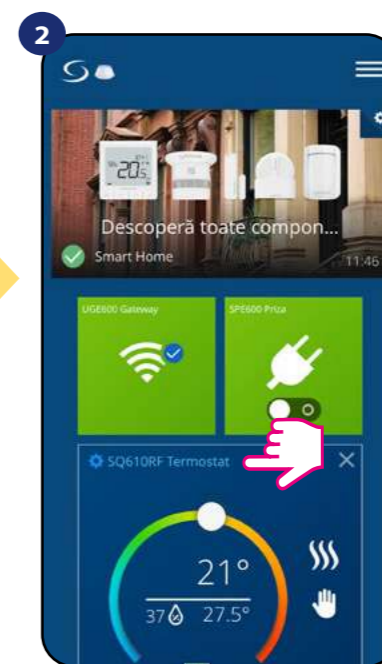 2
20.5
Descoperă toate compon...
Smart Home
11:46
UGE600 Gateway
SPE600 Priza
SQ610RF Termostat
21°
37 27.5°